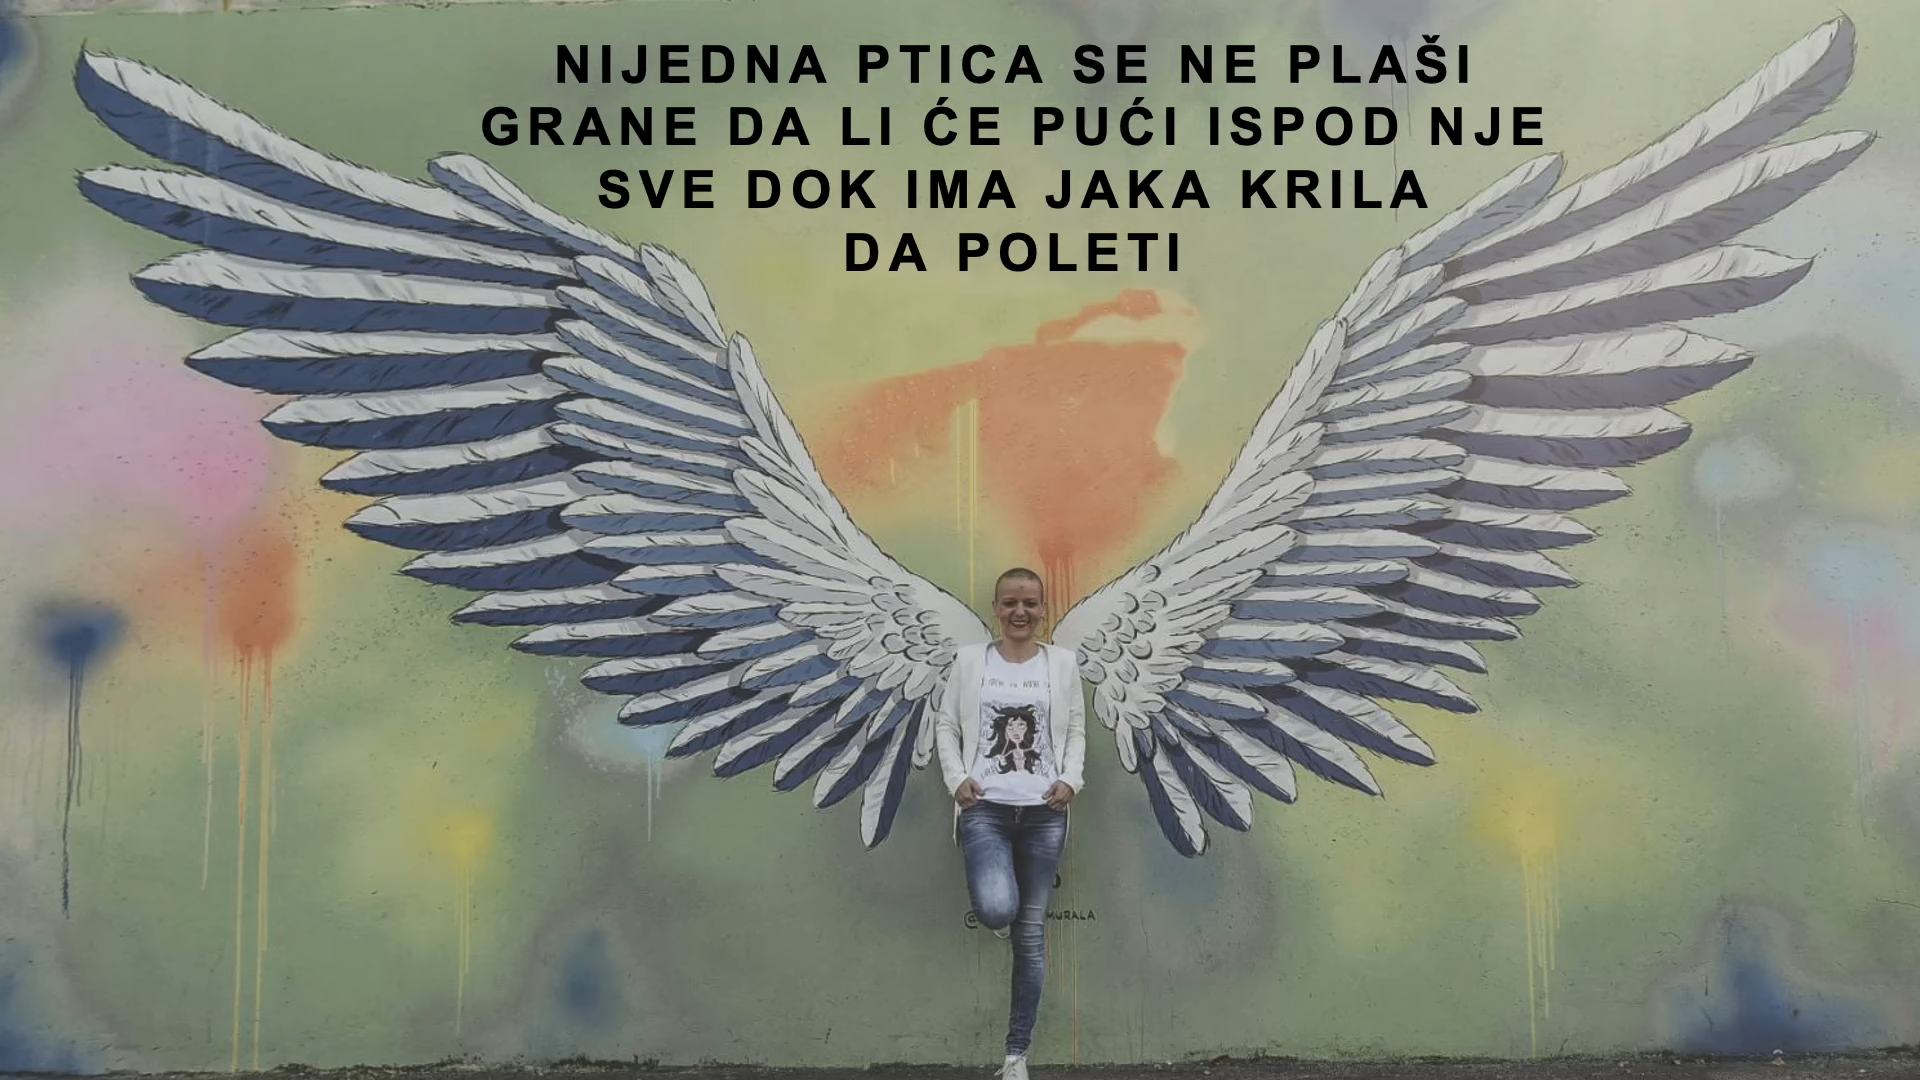 NIJEDNA PTICA SE NE PLAŠI
GRANE DA LI ĆE PUĆI ISPOD NJE
SVE DOK IMA JAKA KRILA
DA POLETI
MURALA